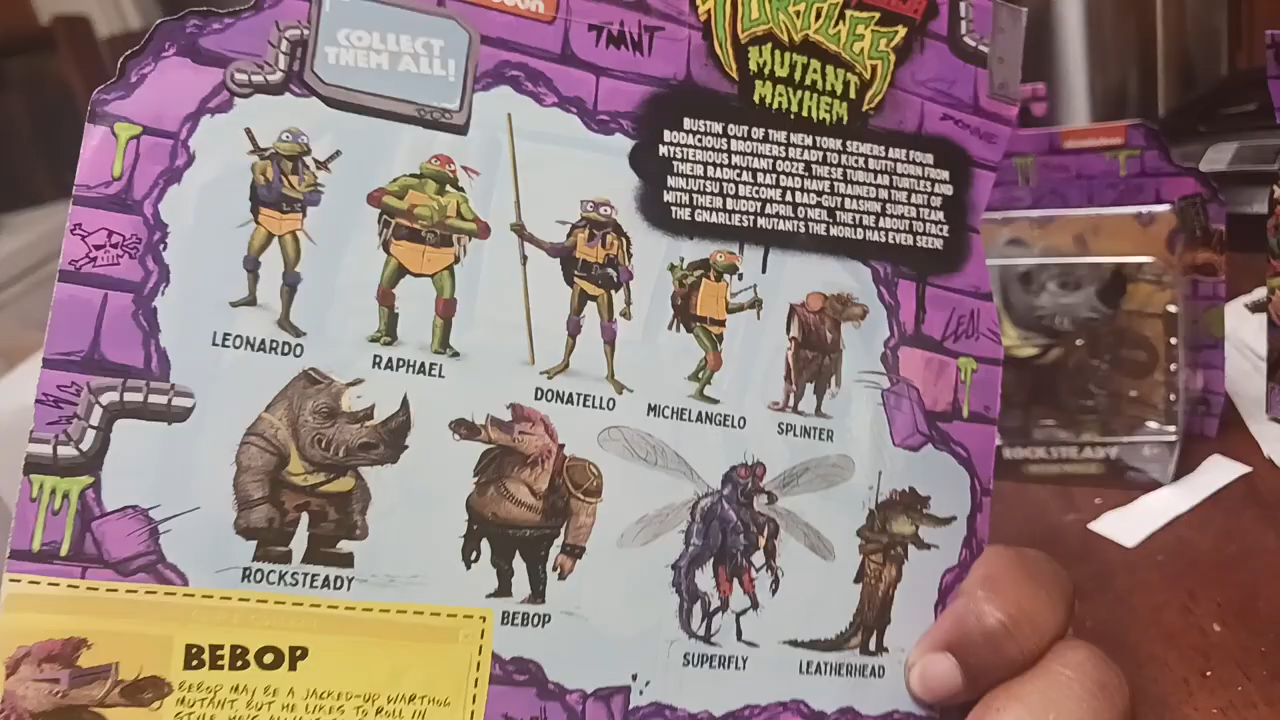 COLLECT
THEM ALL!
TMNT
TURTLES
MUTANT
MAYHEM
BUSTIN' OUT OF THE NEW YORK SEWERS ARE FOUR
BODACIOUS BROTHERS READY TO KICK BUTT! BORN FROM
MYSTERIOUS MUTANT OOZE, THESE TUBULAR TURTLES AND
THEIR RADICAL RAT DAD HAVE TRAINED IN THE ART OF
NINJUTSU TO BECOME A BAD-GUY BASHIN' SUPER TEAM.
WITH THEIR BUDDY APRIL O'NEIL, THEY'RE ABOUT TO FACE
THE GNARLIEST MUTANTS THE WORLD HAS EVER SEEN!
DONNIE
LEO!
LEONARDO
RAPHAEL
DONATELLO
MICHELANGELO
SPLINTER
ROCKSTEADY
BEBOP
SUPERFLY
LEATHERHEAD
BEBOP
BEBOP MAY BE A JACKED-UP WARTHOG
MUTANT, BUT HE LIKES TO ROLL IN
ROCKSTEADY